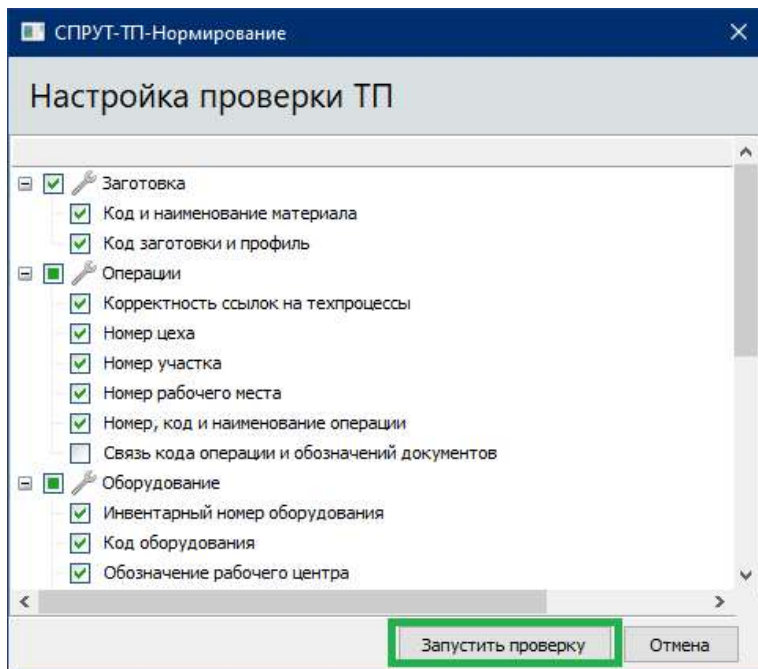 СПРУТ-ТП-Нормирование
Настройка проверки ТП
Заготовка
Код и наименование материала
Код заготовки и профиль
Операции
Корректность ссылок на техпроцессы
Номер цеха
Номер участка
Номер рабочего места
Номер, код и наименование операции
Связь кода операции и обозначений документов
Оборудование
Инвентарный номер оборудования
Код оборудования
Обозначение рабочего центра
Запустить проверку Отмена